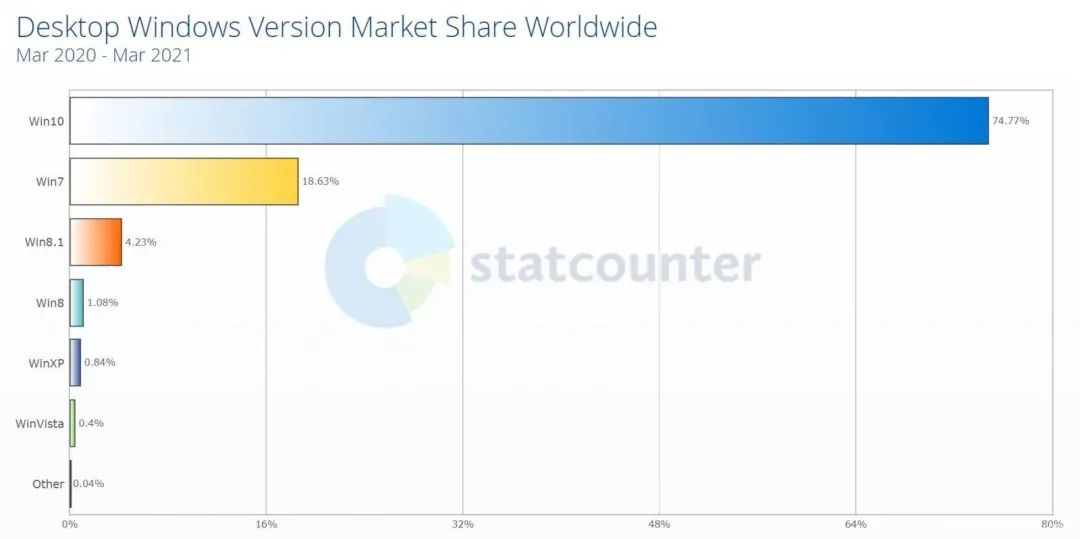 Desktop Windows Version Market Share Worldwide
Mar 2020 - Mar 2021
Win10 74.77%
Win7 18.63%
Win8.1 4.23%
statcounter
Win8 1.08%
WinXP 0.84%
WinVista 0.4%
Other 0.04%
0% 16% 32% 48% 64% 80%